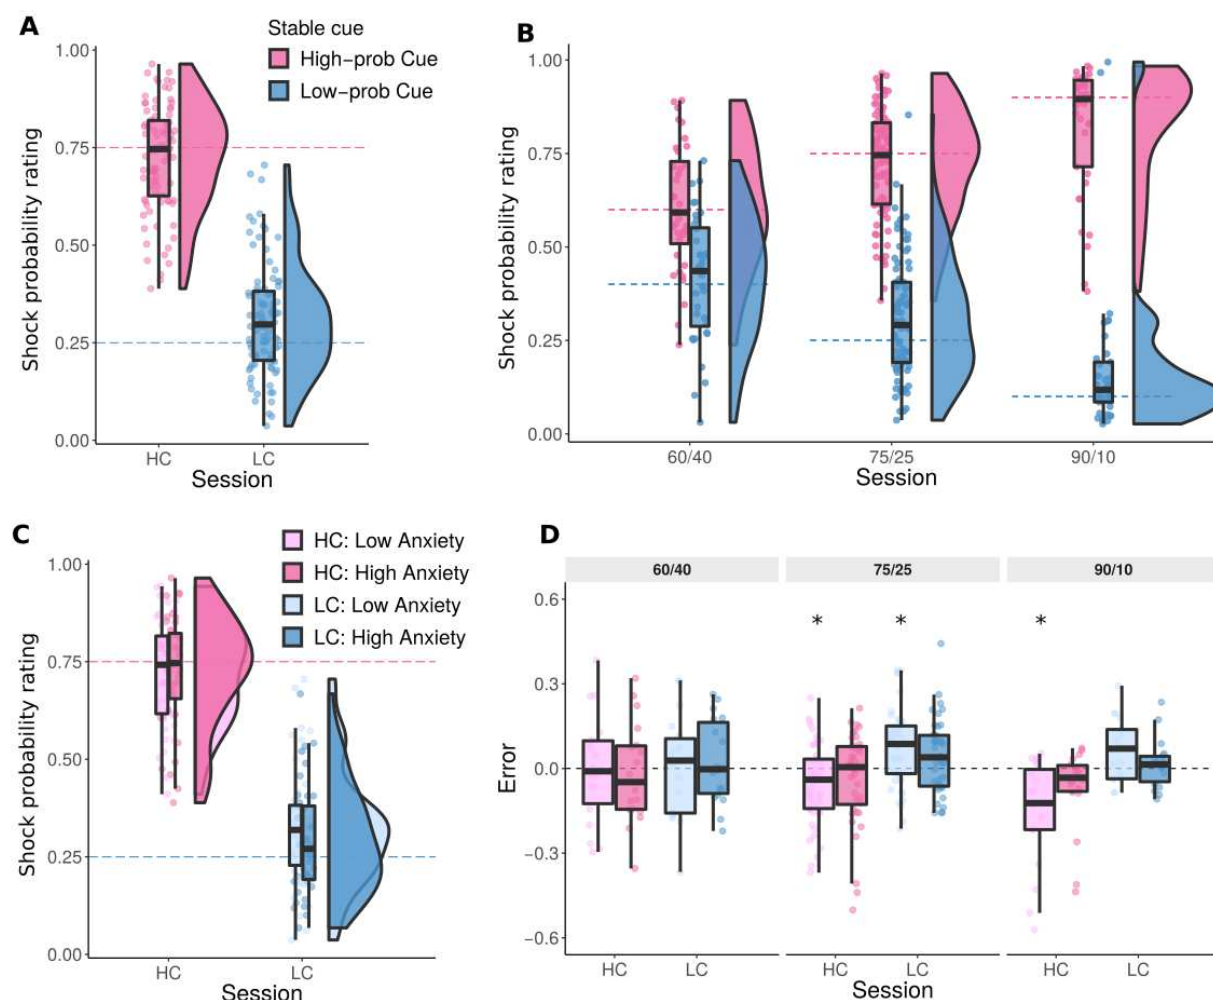 A
Stable cue
High−prob Cue
Low−prob Cue
Shock probability rating
1.00
0.75
0.50
0.25
0.00
HC
LC
Session
B
Shock probability rating
1.00
0.75
0.50
0.25
0.00
60/40
75/25
90/10
Session
C
HC: Low Anxiety
HC: High Anxiety
LC: Low Anxiety
LC: High Anxiety
Shock probability rating
1.00
0.75
0.50
0.25
0.00
HC
LC
Session
D
60/40
75/25
90/10
Error
0.6
0.3
0.0
−0.3
−0.6
* * *
HC LC HC LC HC LC
Session